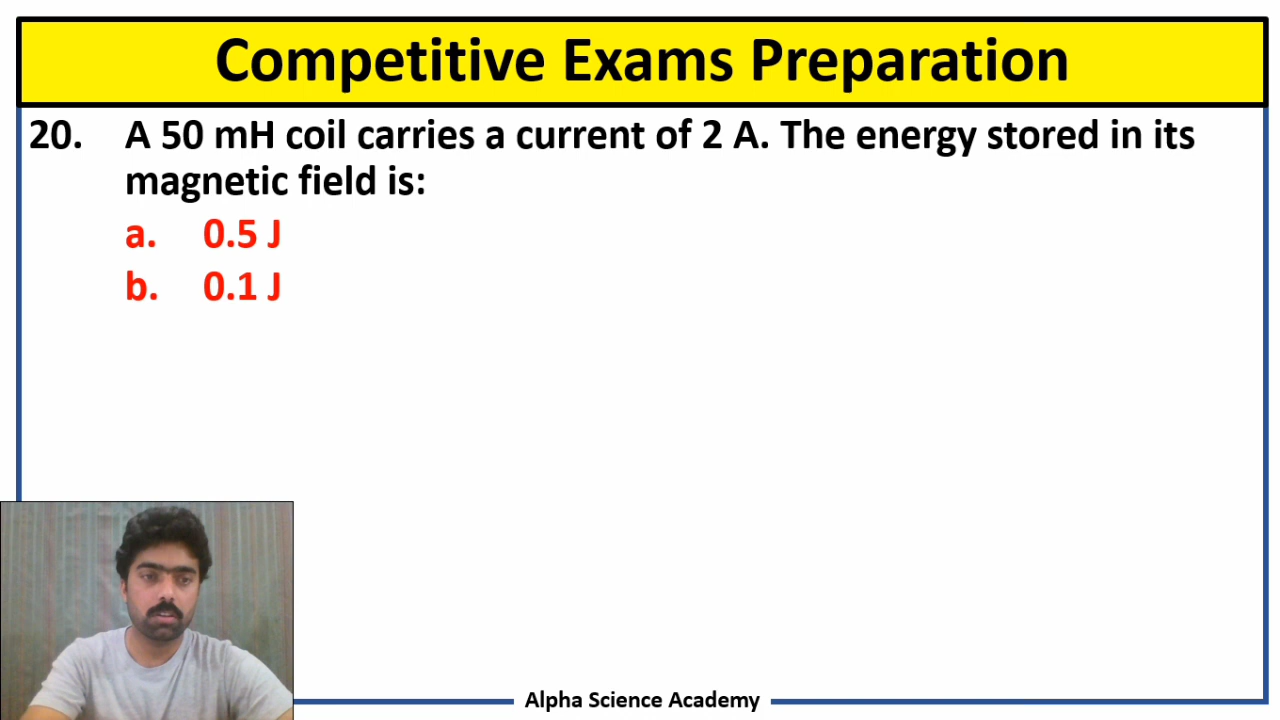 Competitive Exams Preparation
20. A 50 mH coil carries a current of 2 A. The energy stored in its
magnetic field is:
a. 0.5 J
b. 0.1 J
Alpha Science Academy